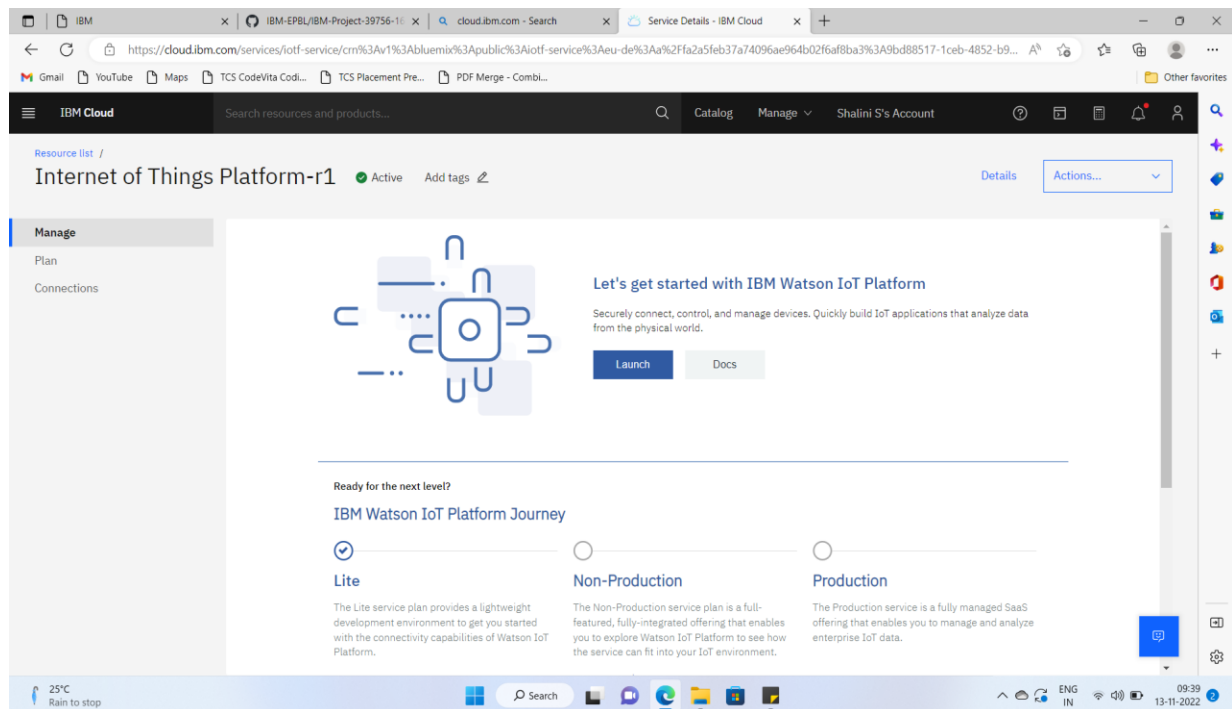 IBM
IBM-EPBL/IBM-Project-39756-16
cloud.ibm.com - Search
Service Details - IBM Cloud
https://cloud.ibm.com/services/iotf-service/crn%3Av1%3Abluemix%3Apublic%3Aiotf-service%3Aeu-de%3Aa%2Ffa2a5feb37a74096ae964b02f6af8ba3%3A9bd88517-1ceb-4852-b9...
Gmail YouTube Maps TCS CodeVita Codi... TCS Placement Pre... PDF Merge - Combi... Other favorites
IBM Cloud Search resources and products... Catalog Manage Shalini S's Account
Resource list /
Internet of Things Platform-r1 Active Add tags Details Actions...
Manage
Plan
Connections
Let's get started with IBM Watson IoT Platform
Securely connect, control, and manage devices. Quickly build IoT applications that analyze data
from the physical world.
Launch Docs
Ready for the next level?
IBM Watson IoT Platform Journey
Lite
The Lite service plan provides a lightweight
development environment to get you started
with the connectivity capabilities of Watson IoT
Platform.
Non-Production
The Non-Production service plan is a full-
featured, fully-integrated offering that enables
you to explore Watson IoT Platform to see how
the service can fit into your IoT environment.
Production
The Production service is a fully managed SaaS
offering that enables you to manage and analyze
enterprise IoT data.
25°C
Rain to stop
Search
ENG
IN
09:39
13-11-2022
2